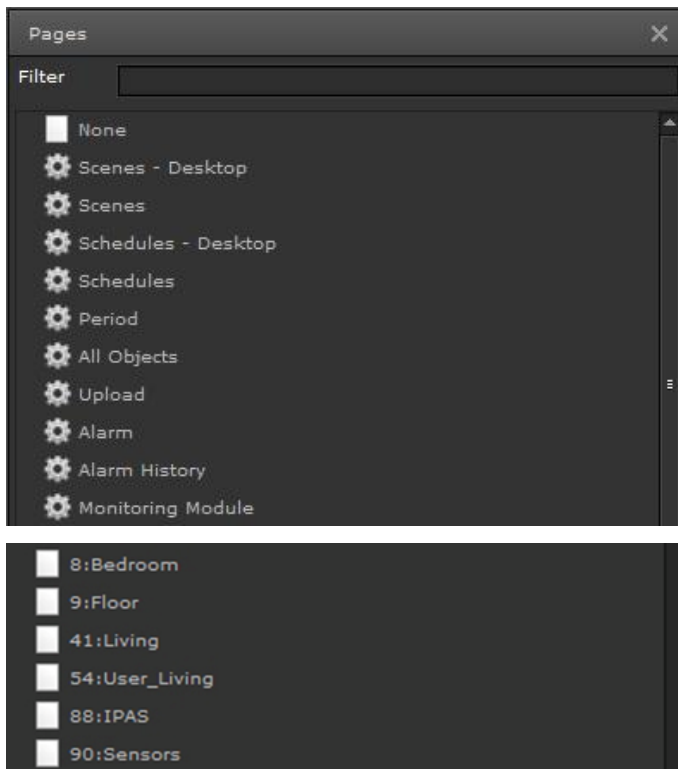 Pages
Filter
None
Scenes - Desktop
Scenes
Schedules - Desktop
Schedules
Period
All Objects
Upload
Alarm
Alarm History
Monitoring Module
8:Bedroom
9:Floor
41:Living
54:User_Living
88:IPAS
90:Sensors